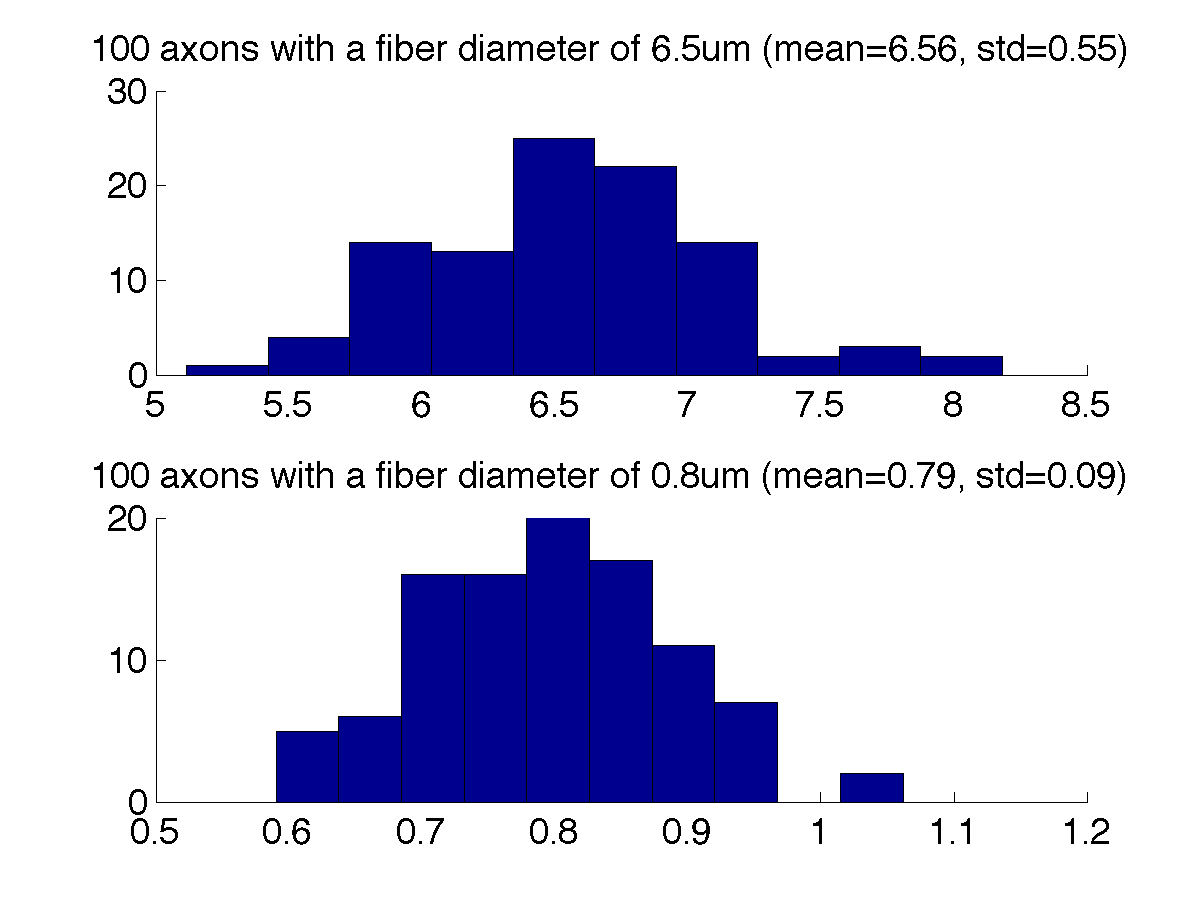 100 axons with a fiber diameter of 6.5um (mean=6.56, std=0.55)
30
20
10
0
5 5.5 6 6.5 7 7.5 8 8.5
100 axons with a fiber diameter of 0.8um (mean=0.79, std=0.09)
20
10
0
0.5 0.6 0.7 0.8 0.9 1 1.1 1.2